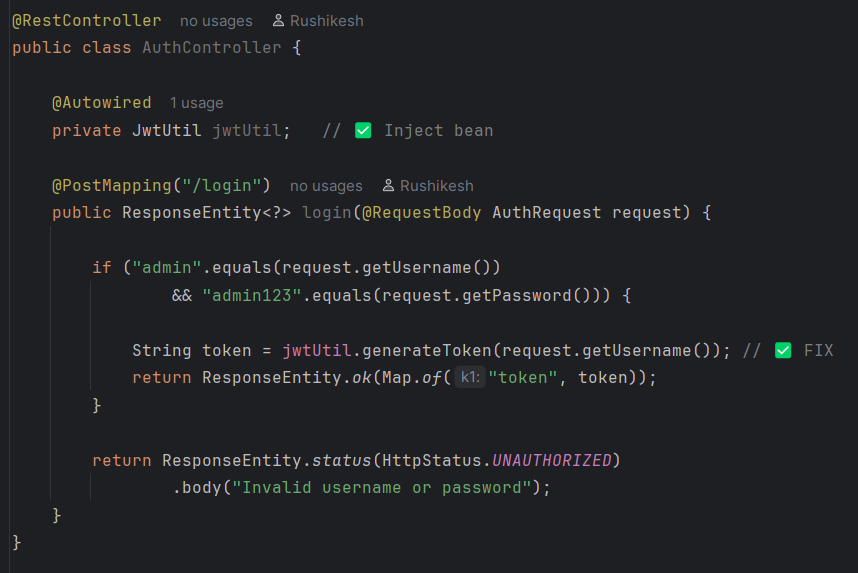 @RestController no usages Rushikesh
public class AuthController {
@Autowired 1 usage
private JwtUtil jwtUtil; // ✅ Inject bean
@PostMapping("/login") no usages Rushikesh
public ResponseEntity<?> login(@RequestBody AuthRequest request) {
if ("admin".equals(request.getUsername())
&& "admin123".equals(request.getPassword())) {
String token = jwtUtil.generateToken(request.getUsername()); // ✅ FIX
return ResponseEntity.ok(Map.of( k1: "token", token));
}
return ResponseEntity.status(HttpStatus.UNAUTHORIZED)
.body("Invalid username or password");
}
}